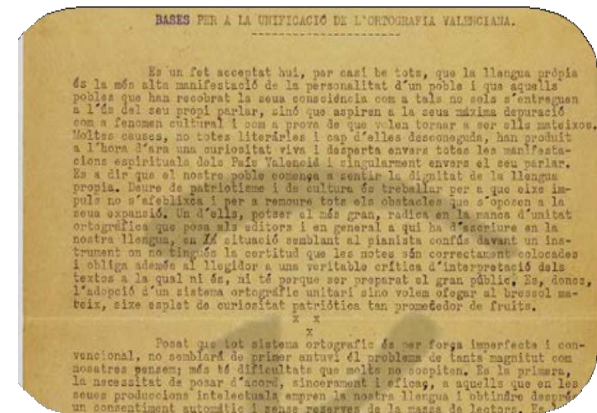 BASES PER A LA UNIFICACIÓ DE L'ORTOGRAFIA VALENCIANA.
Es un fet acceptat hui, per casi be tots, que la llengua pròpia
és la més alta manifestació de la personalitat d'un poble i que aquells
pobles que han recobrat la seua consciència com a tals no sols s'entreguen
a l'ús del seu propi parlar, sinó que aspiren a la seua màxima depuració
com a fenomen cultural i com a prova de que volen tornar a ser ells mateixos.
Moltes causes, no totes literàries i cap d'elles desconeguda, han produit
a l'hora d'ara una curiositat viva i desperta envers totes les manifesta-
cions espirituals dels País Valencià i singularment envers el seu parlar.
Es a dir que el nostre poble comença a sentir la dignitat de la llengua
propia. Deure de patriotisme i de cultura és treballar per a que eixe im-
puls no s'afeblixca i per a remoure tots els obstacles que s'oposen a la
seua expansió. Un d'ells, potser el més gran, radica en la manca d'unitat
ortogràfica que posa als editors i en general a qui ha d'escriure en la
nostra llengua, en situació semblant al pianista confús davant un ins-
trument on no tingués la certitud que les notes són correctament colocades
i obliga ademés al llegidor a una veritable crítica d'interpretació dels
textos a la qual ni és, ni té perque ser preparat el gran públic. Es, doncs,
l'adopció d'un sistema ortogràfic unitari sino volem ofegar al bressol ma-
teix, eixe esplet de curiositat patriòtica tan prometedor de fruits.
x x
x
Posat que tot sistema ortografic és per força imperfecte i con-
vencional, no semblarà de primer antuvi él problema de tanta magnitut com
nosatres pensem; més té dificultats que molts no sospiten. Es la primera,
la necessitat de posar d'acord, sincerament i eficaç, a aquells que en les
seues produccions intelectuals empren la nostra llengua i obtindre després
un consentiment automàtic i sense reserves de la massa de lectors. A